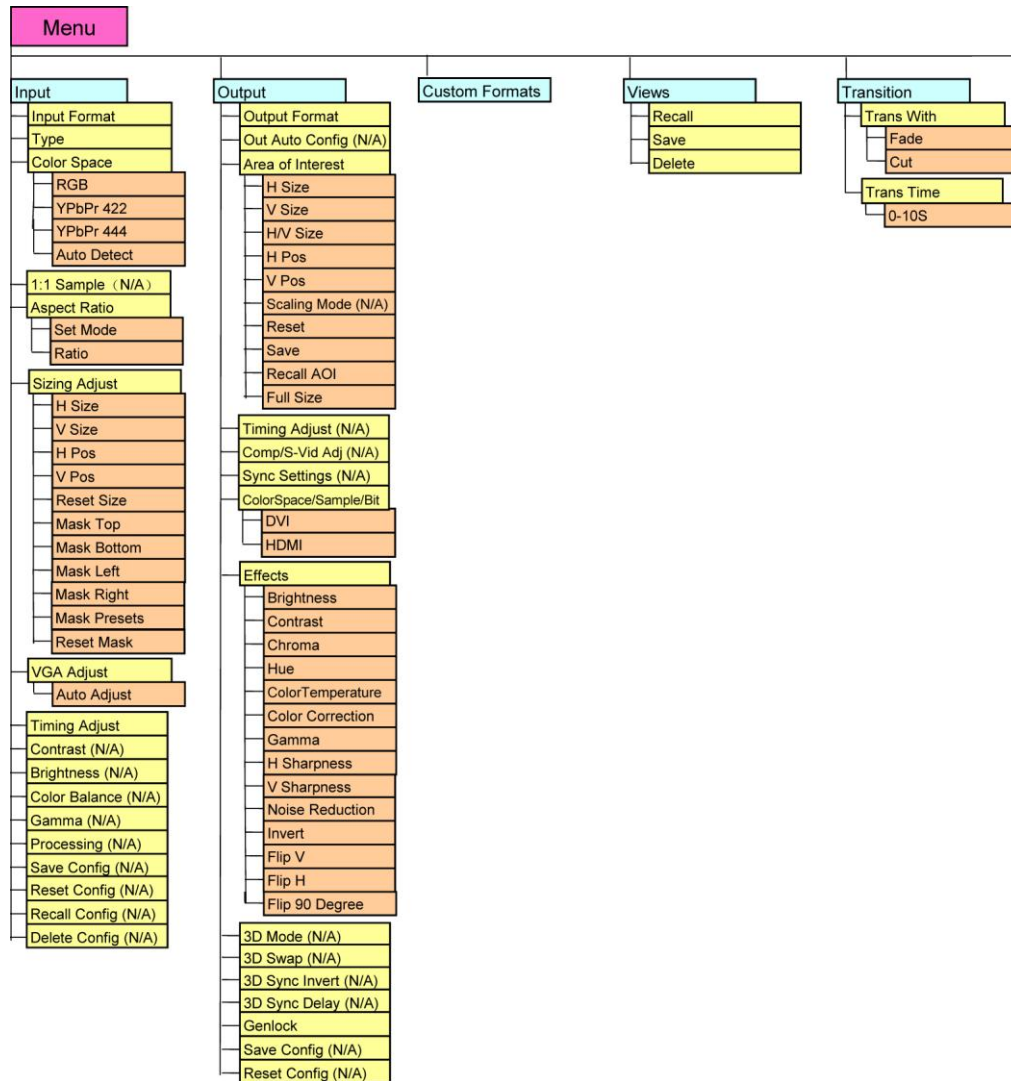 Menu
Input
Input Format
Type
Color Space
RGB
YPbPr 422
YPbPr 444
Auto Detect
1:1 Sample（N/A）
Aspect Ratio
Set Mode
Ratio
Sizing Adjust
H Size
V Size
H Pos
V Pos
Reset Size
Mask Top
Mask Bottom
Mask Left
Mask Right
Mask Presets
Reset Mask
VGA Adjust
Auto Adjust
Timing Adjust
Contrast (N/A)
Brightness (N/A)
Color Balance (N/A)
Gamma (N/A)
Processing (N/A)
Save Config (N/A)
Reset Config (N/A)
Recall Config (N/A)
Delete Config (N/A)
Output
Output Format
Out Auto Config (N/A)
Area of Interest
H Size
V Size
H/V Size
H Pos
V Pos
Scaling Mode (N/A)
Reset
Save
Recall AOI
Full Size
Timing Adjust (N/A)
Comp/S-Vid Adj (N/A)
Sync Settings (N/A)
ColorSpace/Sample/Bit
DVI
HDMI
Effects
Brightness
Contrast
Chroma
Hue
ColorTemperature
Color Correction
Gamma
H Sharpness
V Sharpness
Noise Reduction
Invert
Flip V
Flip H
Flip 90 Degree
3D Mode (N/A)
3D Swap (N/A)
3D Sync Invert (N/A)
3D Sync Delay (N/A)
Genlock
Save Config (N/A)
Reset Config (N/A)
Custom Formats
Views
Recall
Save
Delete
Transition
Trans With
Fade
Cut
Trans Time
0-10S